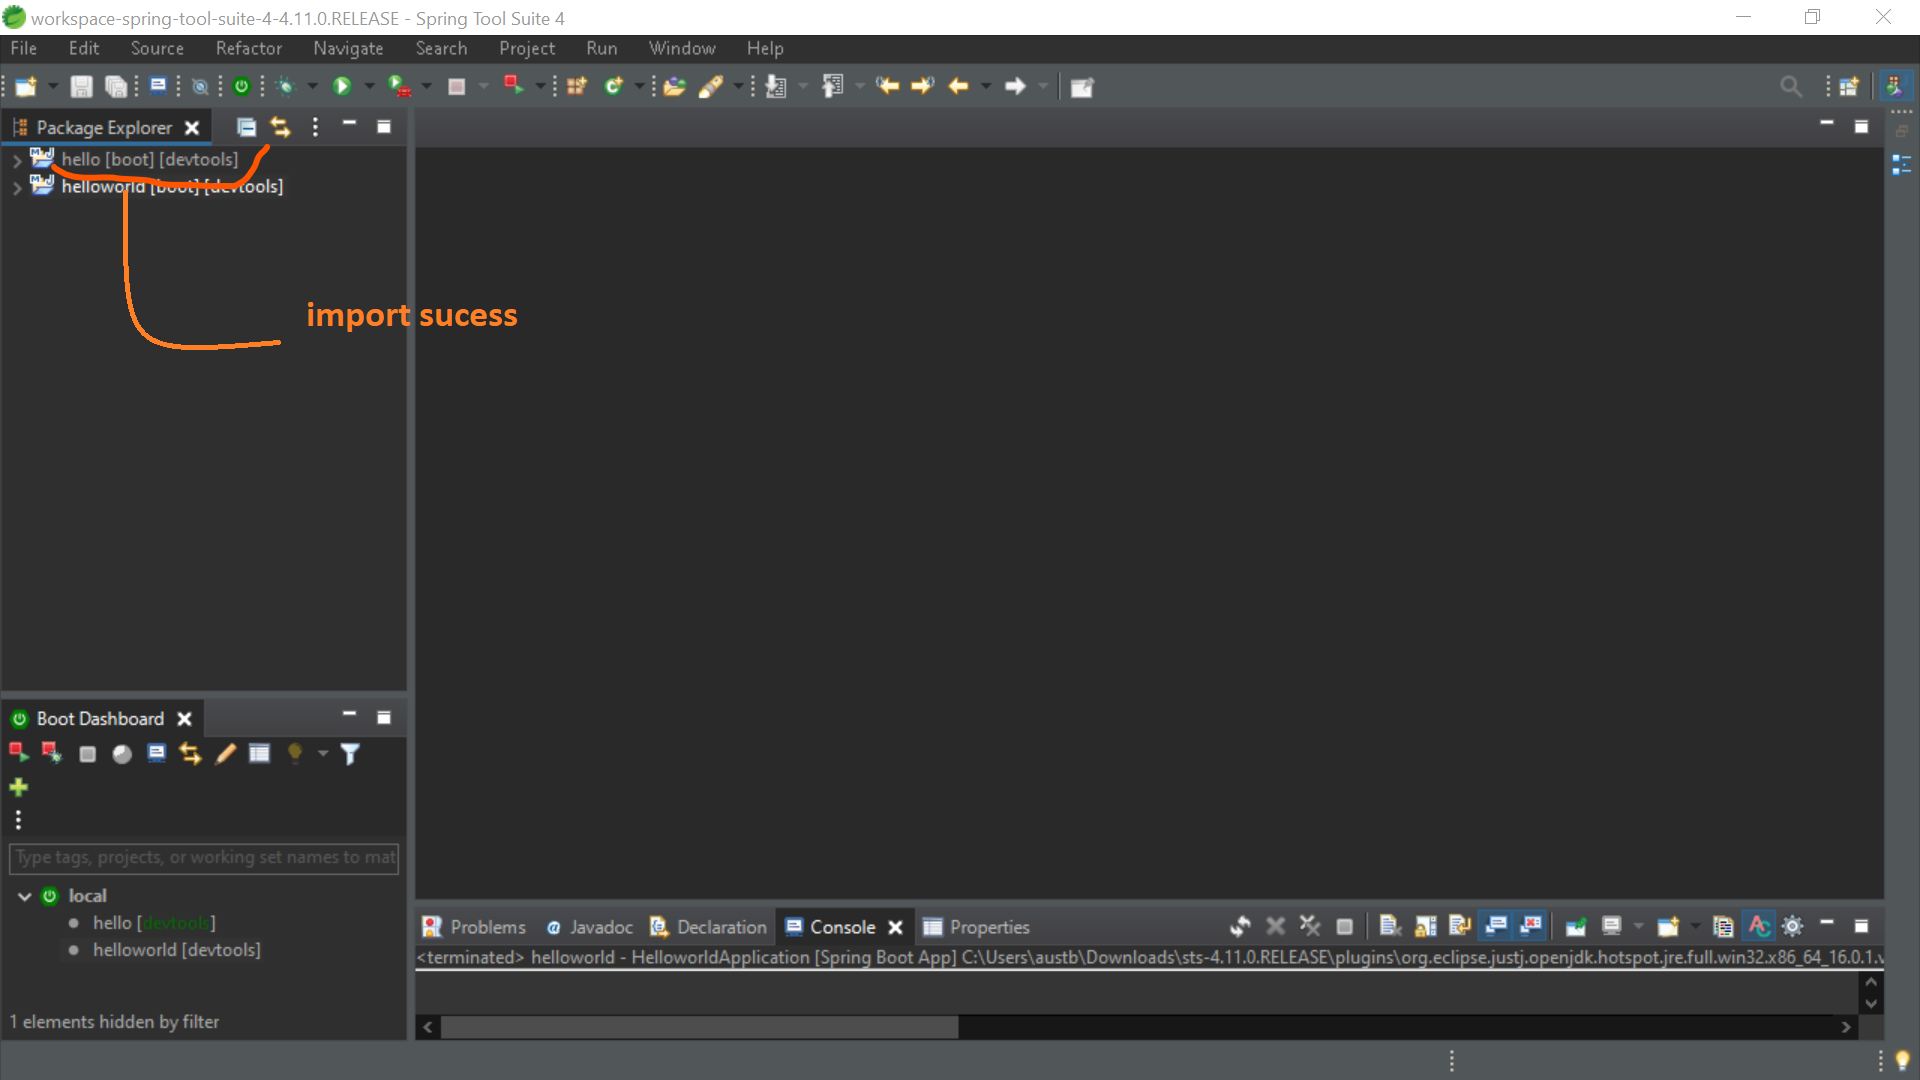 workspace-spring-tool-suite-4-4.11.0.RELEASE - Spring Tool Suite 4
File Edit Source Refactor Navigate Search Project Run Window Help
Package Explorer
hello [boot] [devtools]
helloworld [boot] [devtools]
import sucess
Boot Dashboard
Type tags, projects, or working set names to mat
local
hello [devtools]
helloworld [devtools]
1 elements hidden by filter
Problems @ Javadoc Declaration Console Properties
<terminated> helloworld - HelloworldApplication [Spring Boot App] C:\Users\austb\Downloads\sts-4.11.0.RELEASE\plugins\org.eclipse.justj.openjdk.hotspot.jre.full.win32.x86_64_16.0.1.v